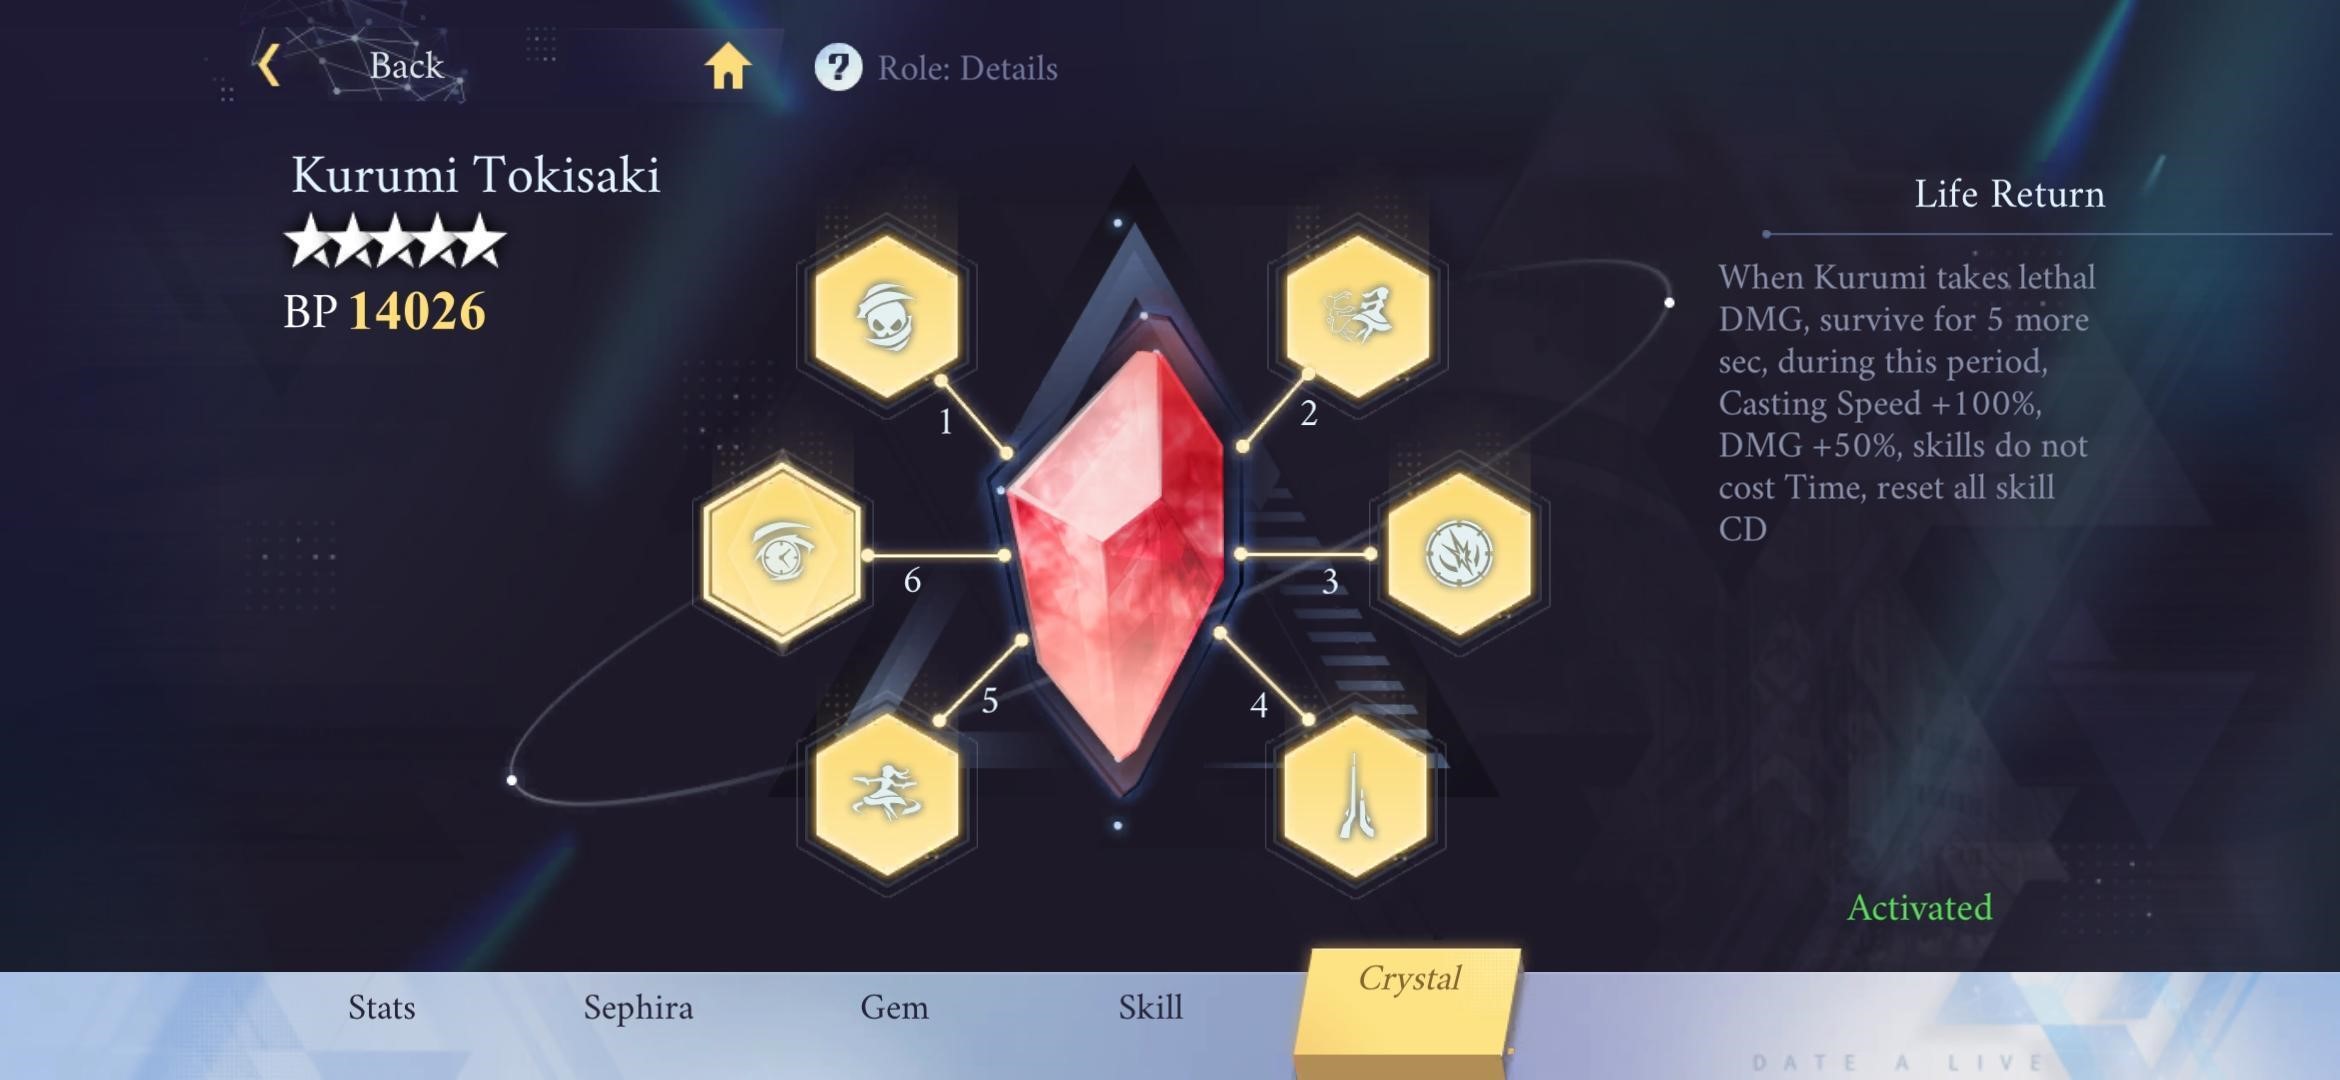 Back
? Role: Details
Kurumi Tokisaki
BP 14026
1
2
3
4
5
6
Life Return
When Kurumi takes lethal
DMG, survive for 5 more
sec, during this period,
Casting Speed +100%,
DMG +50%, skills do not
cost Time, reset all skill
CD
Activated
Stats
Sephira
Gem
Skill
Crystal
DATE A LIVE